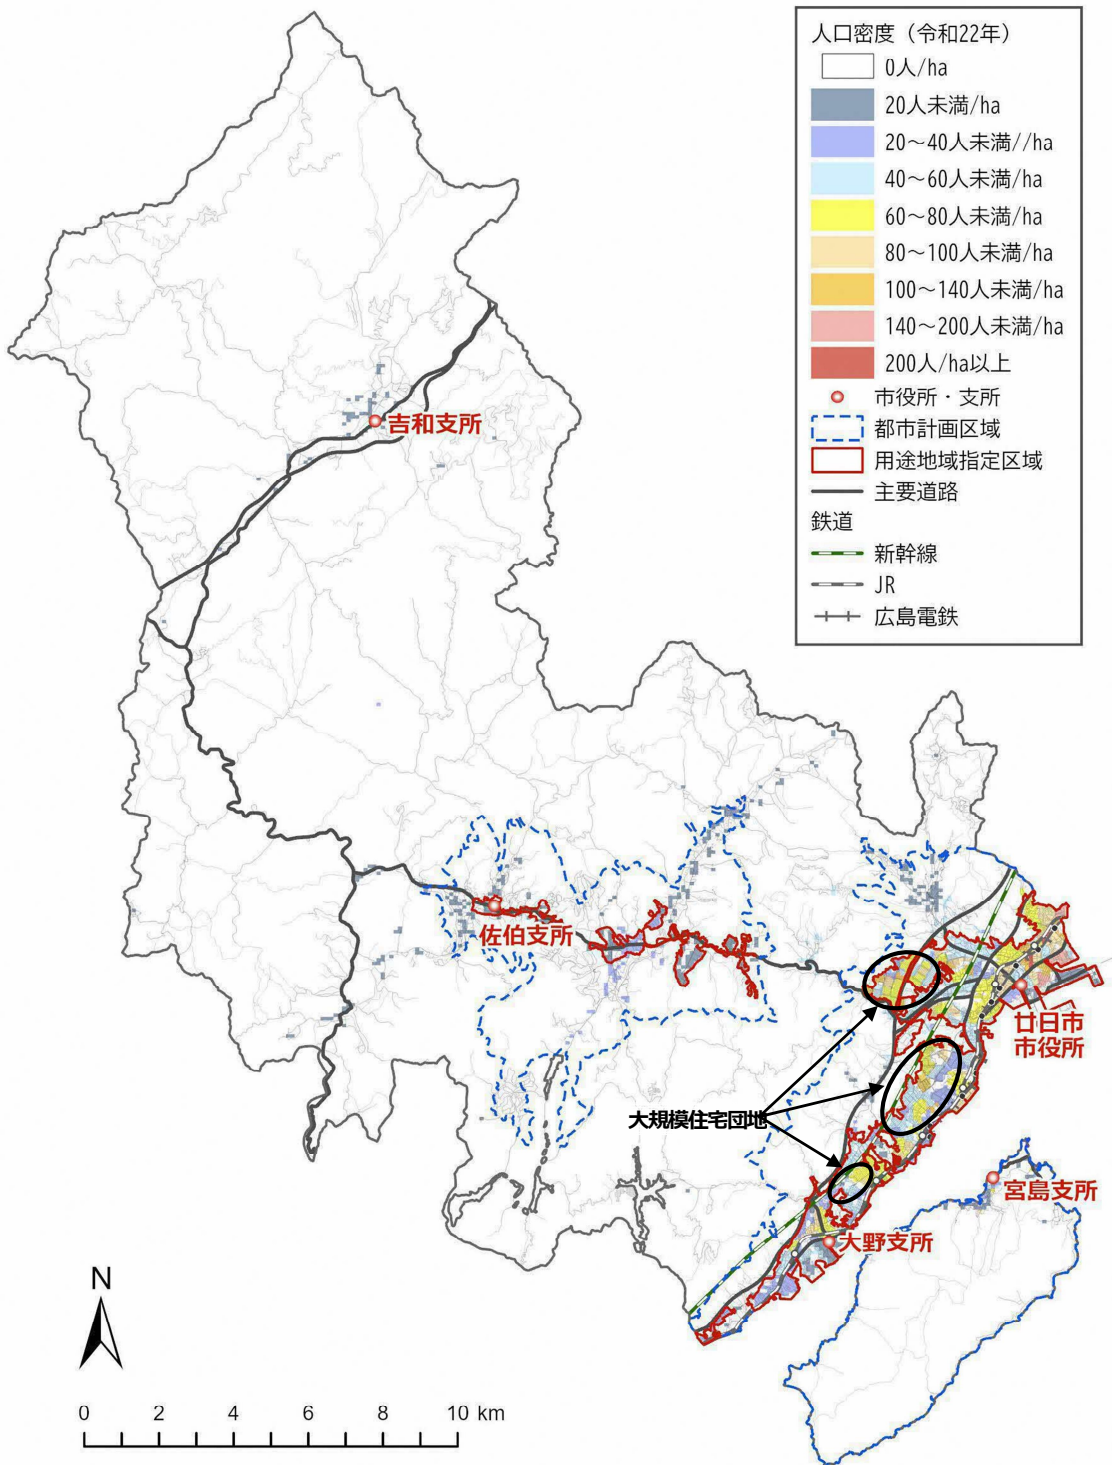 人口密度（令和22年）
0人/ha
20人未満/ha
20～40人未満//ha
40～60人未満/ha
60～80人未満/ha
80～100人未満/ha
100～140人未満/ha
140～200人未満/ha
200人/ha以上
市役所・支所
都市計画区域
用途地域指定区域
主要道路
鉄道
新幹線
JR
広島電鉄
吉和支所
佐伯支所
廿日市
市役所
大規模住宅団地
宮島支所
大野支所
N
0 2 4 6 8 10 km